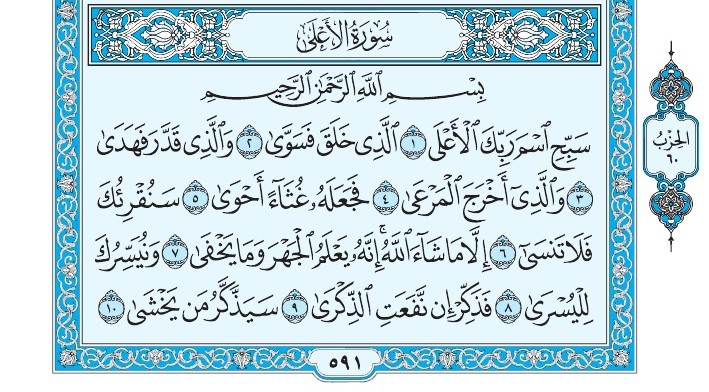 سُورَةُ الأَعْلَى
بِسْمِ ٱللَّهِ ٱلرَّحْمَٰنِ ٱلرَّحِيمِ
سَبِّحِ ٱسْمَ رَبِّكَ ٱلْأَعْلَى ١ ٱلَّذِى خَلَقَ فَسَوَّىٰ ٢ وَٱلَّذِى قَدَّرَ فَهَدَىٰ
٣ وَٱلَّذِىٓ أَخْرَجَ ٱلْمَرْعَىٰ ٤ فَجَعَلَهُۥ غُثَآءً أَحْوَىٰ ٥ سَنُقْرِئُكَ
فَلَا تَنسَىٰٓ ٦ إِلَّا مَا شَآءَ ٱللَّهُ ۚ إِنَّهُۥ يَعْلَمُ ٱلْجَهْرَ وَمَا يَخْفَىٰ ٧ وَنُيَسِّرُكَ
لِلْيُسْرَىٰ ٨ فَذَكِّرْ إِن نَّفَعَتِ ٱلذِّكْرَىٰ ٩ سَيَذَّكَّرُ مَن يَخْشَىٰ ١٠
الحِزْبُ
٦٠
٥٩١